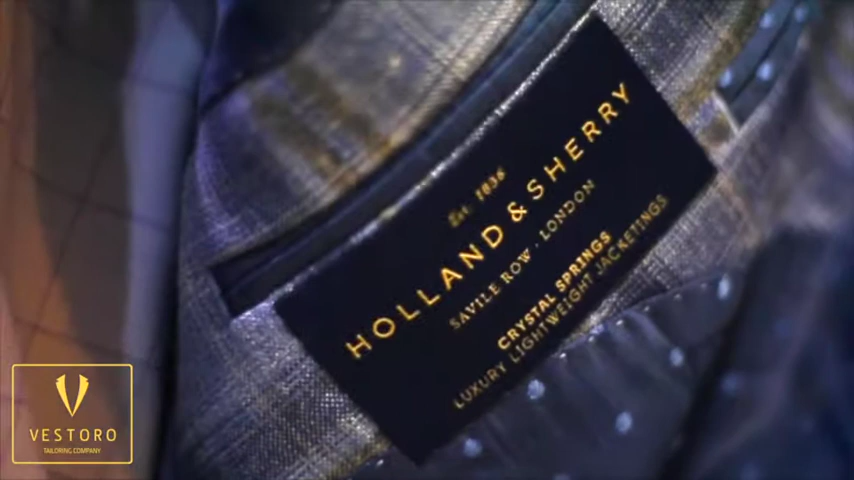 Est. 1836
HOLLAND & SHERRY
SAVILE ROW · LONDON
CRYSTAL SPRINGS
LUXURY LIGHTWEIGHT JACKETINGS
VESTORO
TAILORING COMPANY